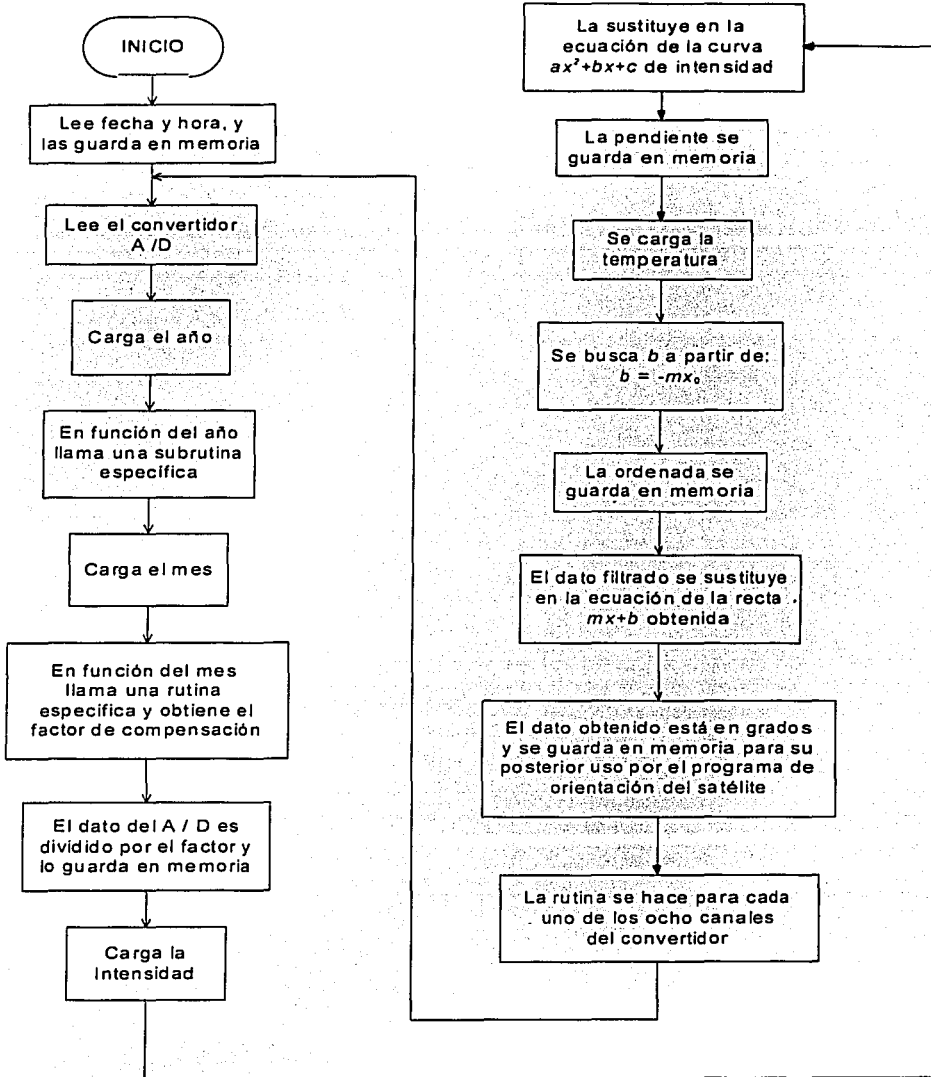 INICIO
Lee fecha y hora, y
las guarda en memoria
Lee el convertidor
A /D
Carga el año
En función del año
llama una subrutina
específica
Carga el mes
En función del mes
llama una rutina
específica y obtiene el
factor de compensación
El dato del A / D es
dividido por el factor y
lo guarda en memoria
Carga la
Intensidad
La sustituye en la
ecuación de la curva
ax²+bx+c de intensidad
La pendiente se
guarda en memoria
Se carga la
temperatura
Se busca b a partir de:
b = -mx₀
La ordenada se
guarda en memoria
El dato filtrado se sustituye
en la ecuación de la recta
mx+b obtenida
El dato obtenido está en grados
y se guarda en memoria para su
posterior uso por el programa de
orientación del satélite
La rutina se hace para cada
uno de los ocho canales
del convertidor